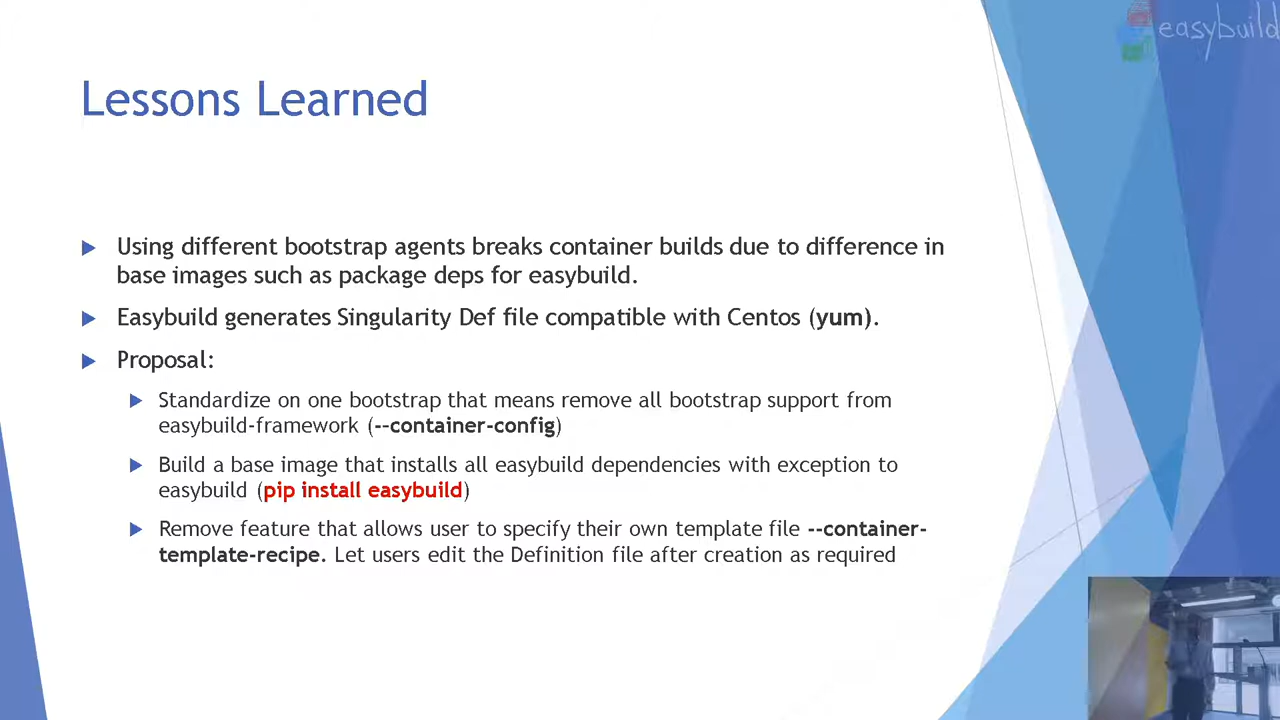 easybuild
Lessons Learned
Using different bootstrap agents breaks container builds due to difference in
base images such as package deps for easybuild.
Easybuild generates Singularity Def file compatible with Centos (yum).
Proposal:
Standardize on one bootstrap that means remove all bootstrap support from
easybuild-framework (--container-config)
Build a base image that installs all easybuild dependencies with exception to
easybuild (pip install easybuild)
Remove feature that allows user to specify their own template file --container-
template-recipe. Let users edit the Definition file after creation as required